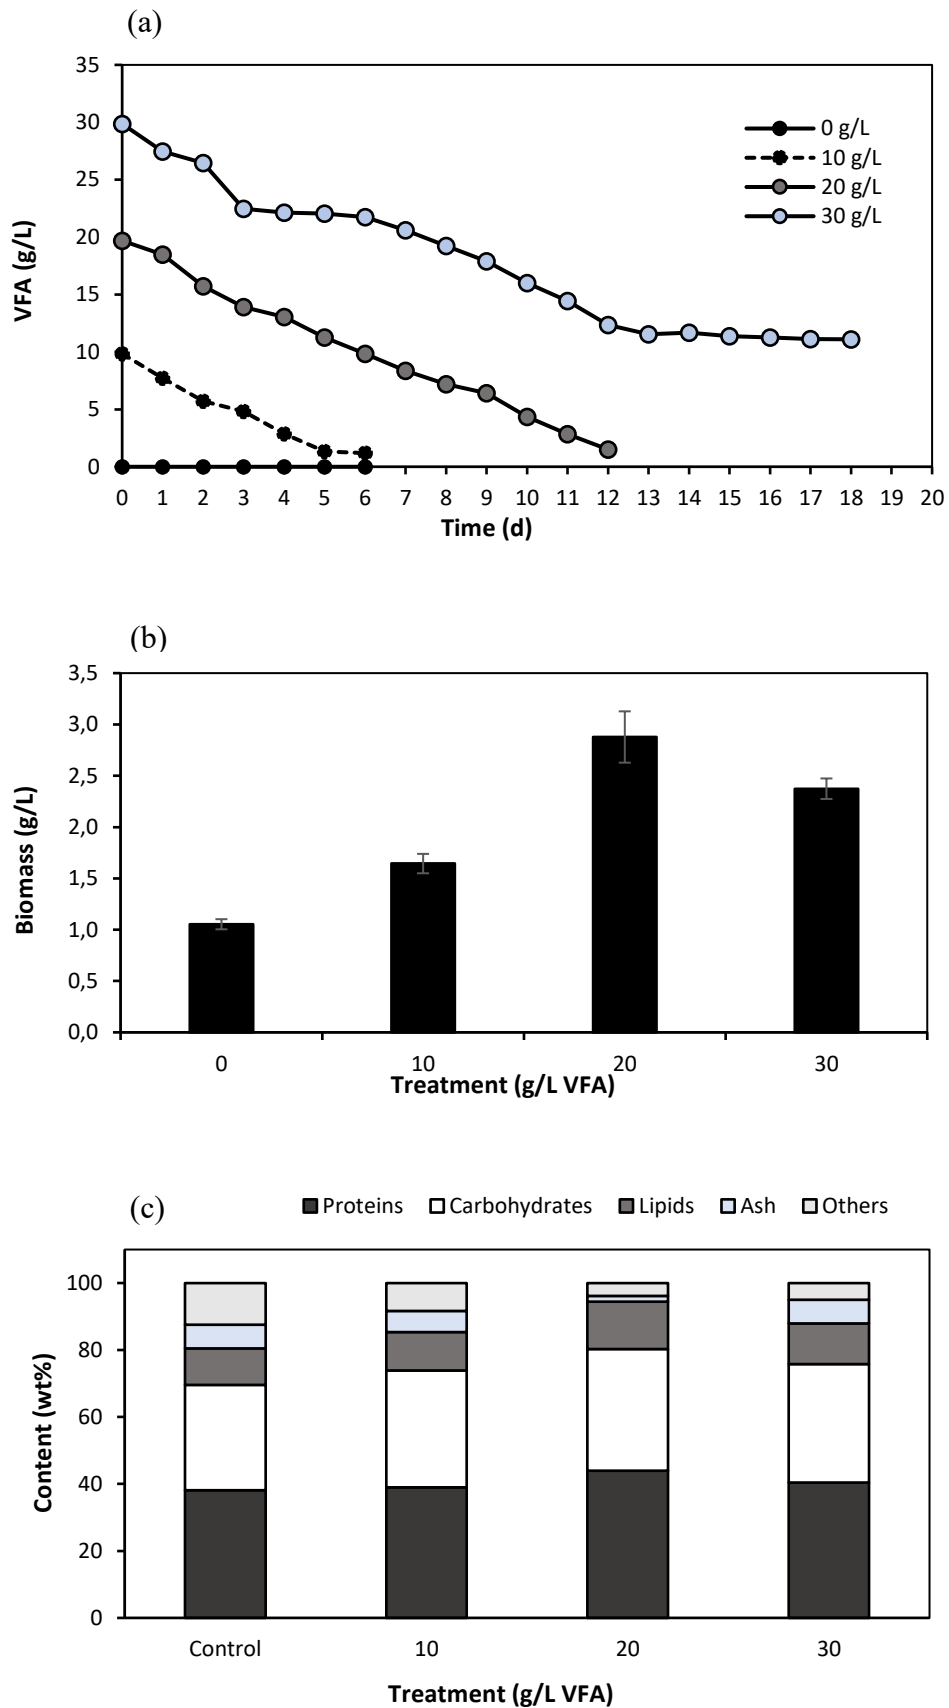 (a)
35
30
25
20
15
10
5
0
VFA (g/L)
0 g/L
10 g/L
20 g/L
30 g/L
0 1 2 3 4 5 6 7 8 9 10 11 12 13 14 15 16 17 18 20
Time (d)
(b)
3,5
3,0
2,5
2,0
1,5
1,0
0,5
0,0
Biomass (g/L)
0 10 20 30
Treatment (g/L VFA)
(c)
Proteins Carbohydrates Lipids Ash Others
100
80
60
40
20
0
Content (wt%)
Control 10 20 30
Treatment (g/L VFA)